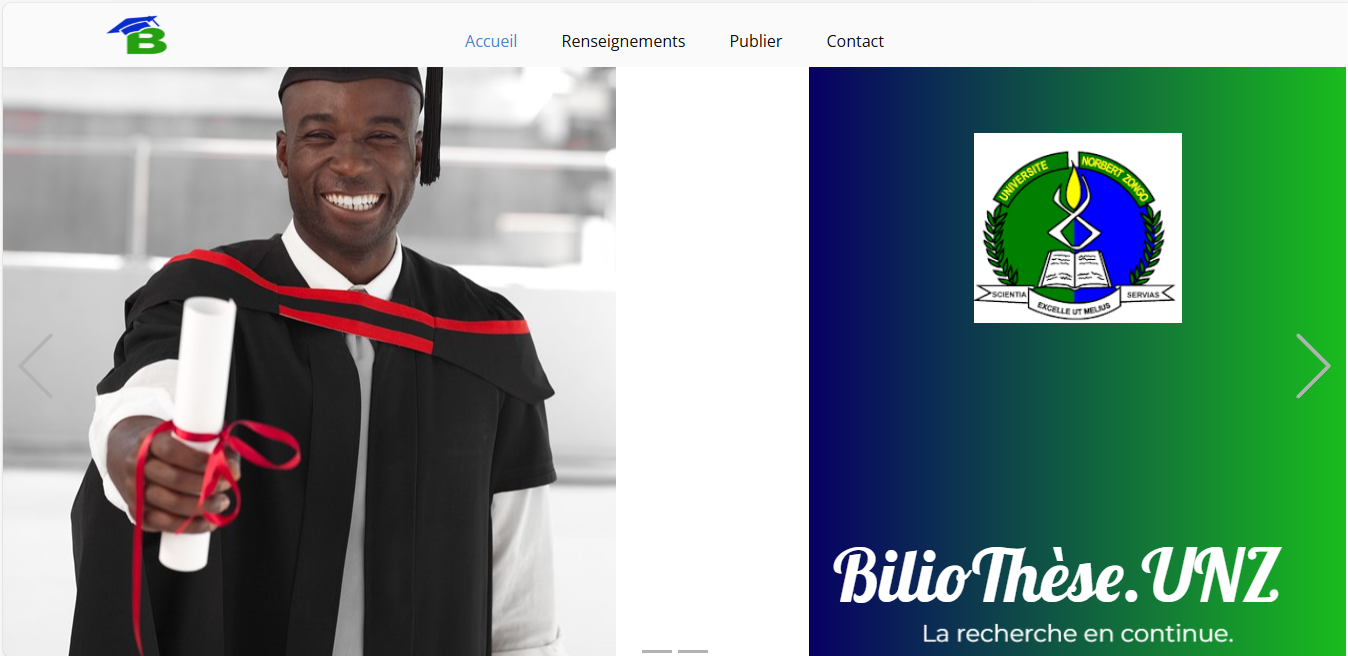 B
Accueil Renseignements Publier Contact
UNIVERSITE NORBERT ZONGO
SCIENTIA SERVIAS
EXCELLE UT MELIUS
BilioThèse.UNZ
La recherche en continue.